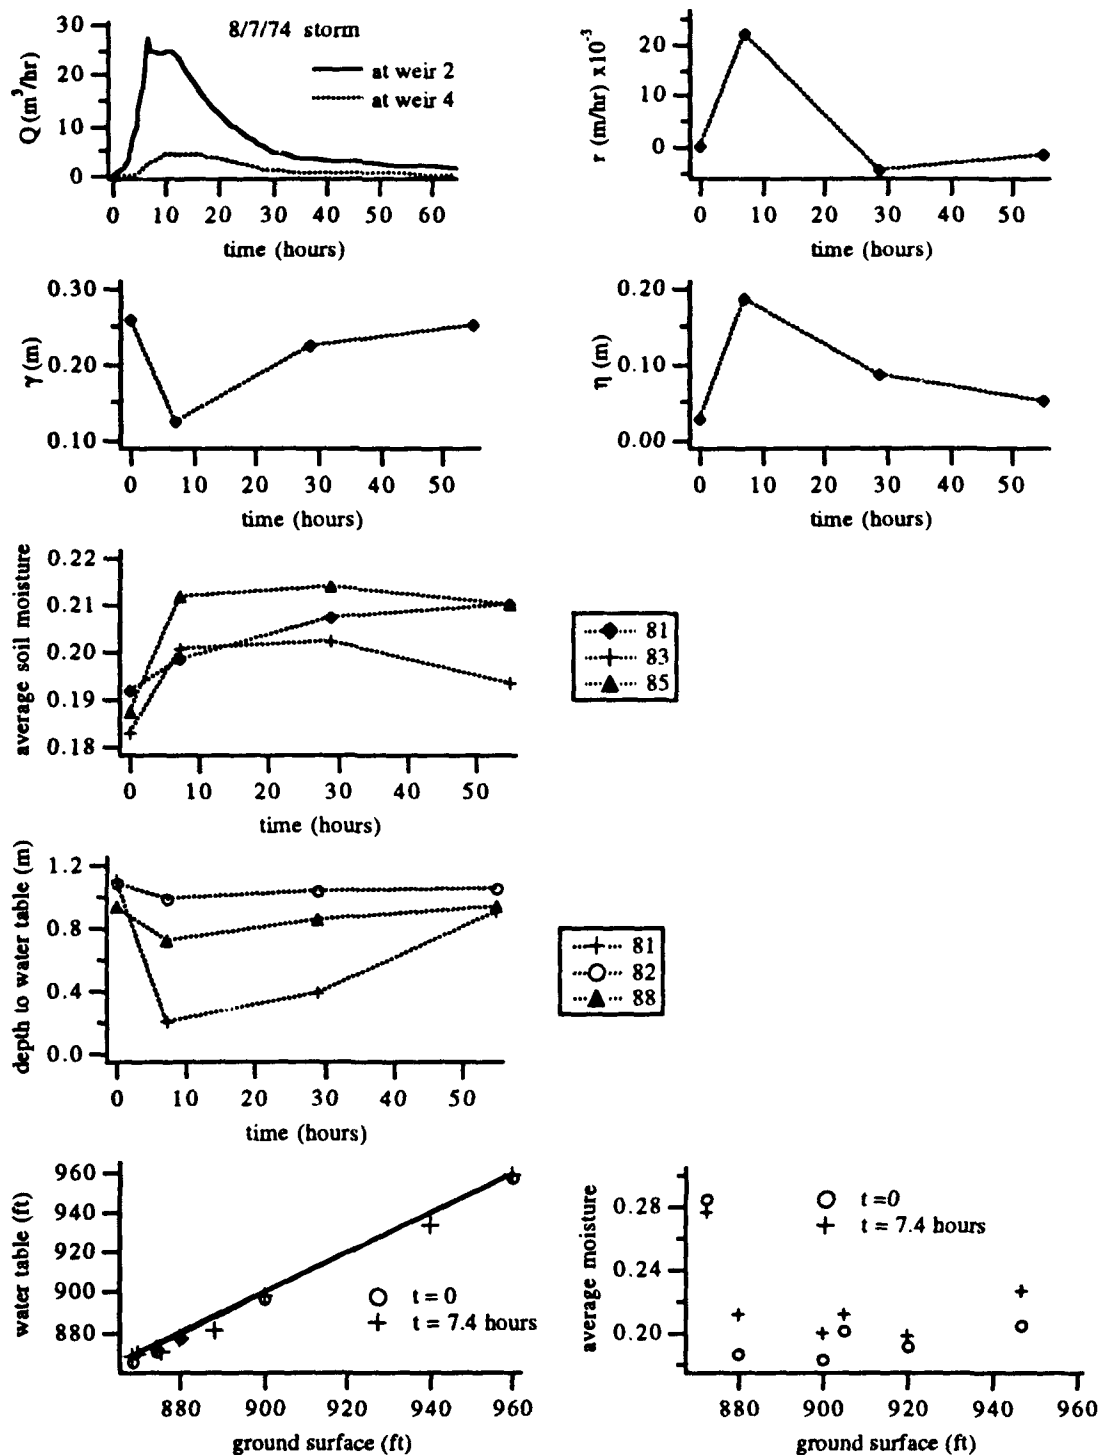 30
20
10
0
Q (m³/hr)
8/7/74 storm
at weir 2
at weir 4
0 10 20 30 40 50 60
time (hours)
20
10
0
r (m/hr) x10⁻³
0 10 20 30 40 50
time (hours)
0.30
0.20
0.10
γ (m)
0 10 20 30 40 50
time (hours)
0.20
0.10
0.00
η (m)
0 10 20 30 40 50
time (hours)
0.22
0.21
0.20
0.19
0.18
average soil moisture
0 10 20 30 40 50
time (hours)
81
83
85
1.2
0.8
0.4
0.0
depth to water table (m)
0 10 20 30 40 50
time (hours)
81
82
88
960
940
920
900
880
water table (ft)
t = 0
t = 7.4 hours
880 900 920 940 960
ground surface (ft)
0.28
0.24
0.20
average moisture
t = 0
t = 7.4 hours
880 900 920 940 960
ground surface (ft)